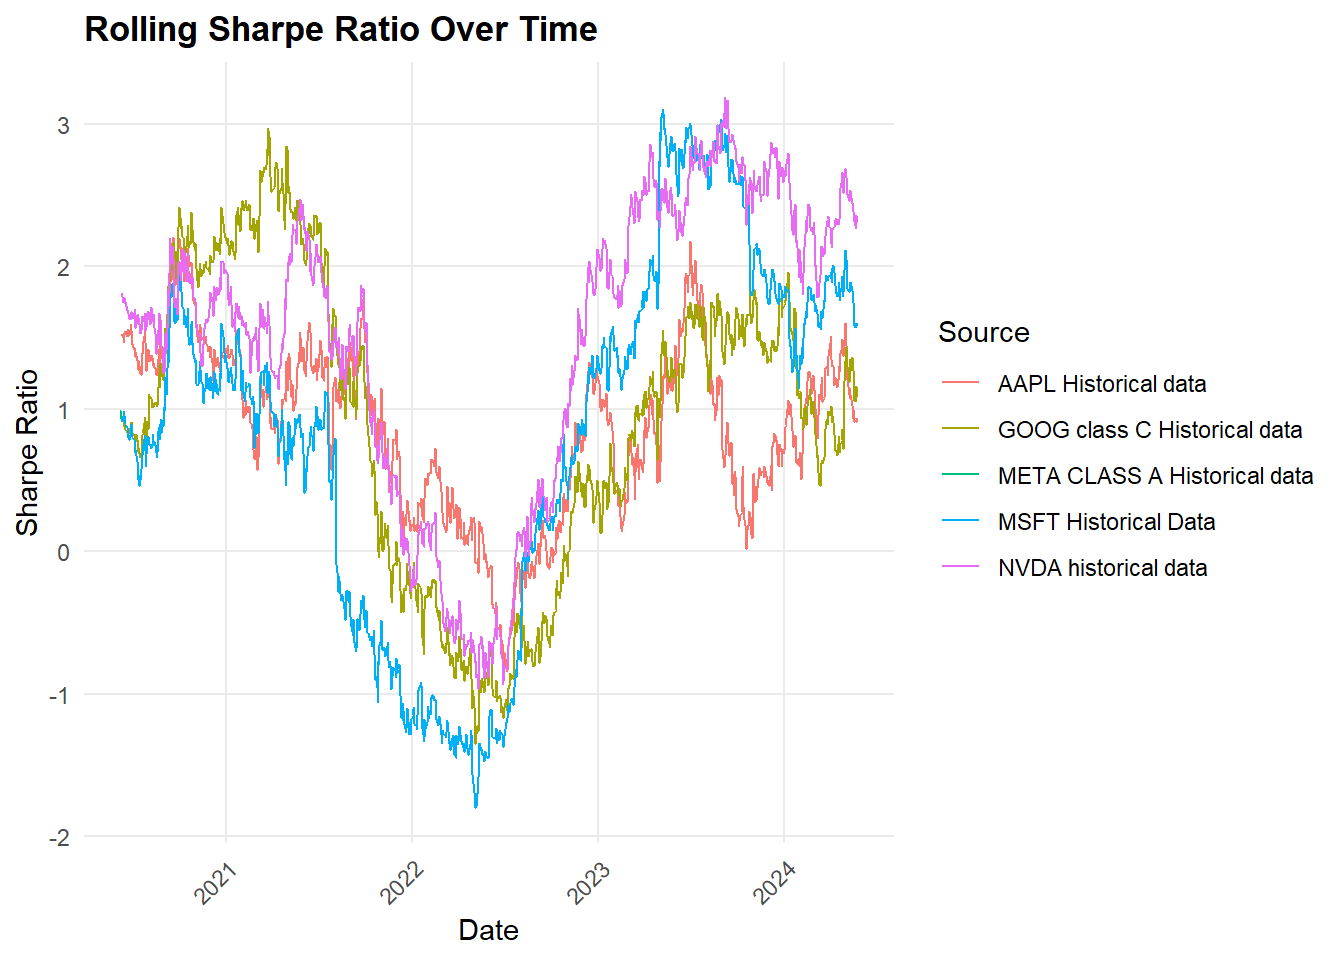 Rolling Sharpe Ratio Over Time
3
2
1
0
-1
-2
Sharpe Ratio
2021
2022
2023
2024
Date
Source
AAPL Historical data
GOOG class C Historical data
META CLASS A Historical data
MSFT Historical Data
NVDA historical data